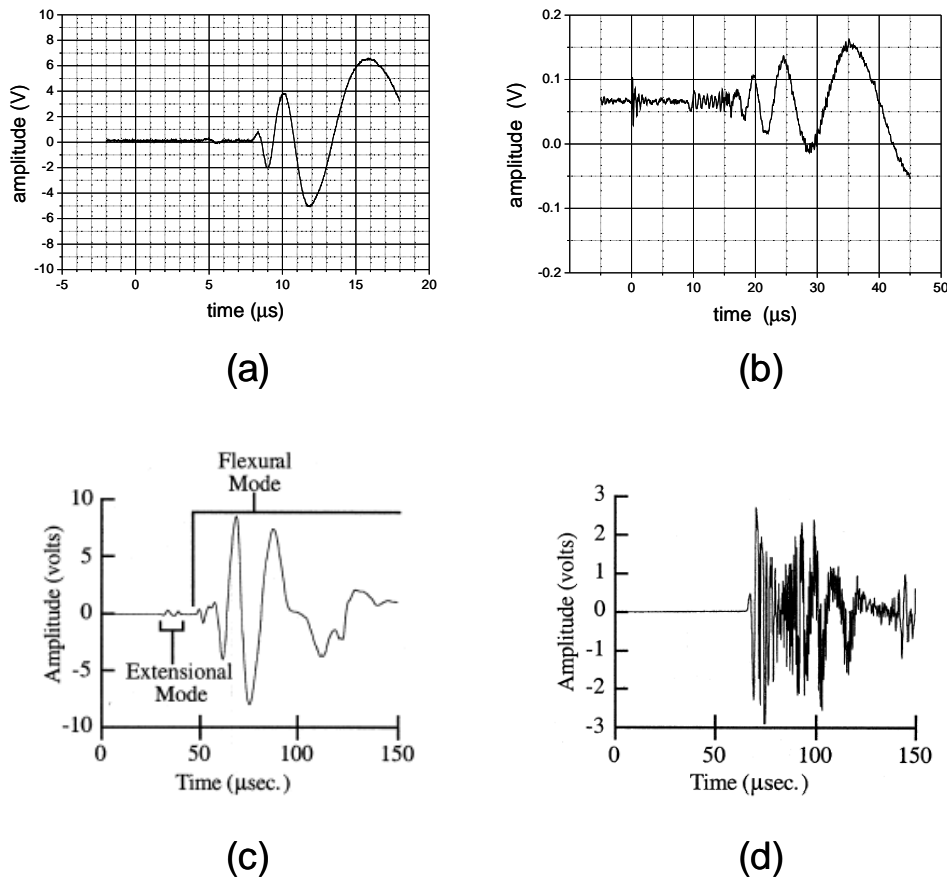 10
8
6
4
2
0
-2
-4
-6
8
-10
-5 0 5 10 15 20
amplitude (V)
time (μs)
(a)
0.2
0.1
0.0
-0.1
-0.2
0 10 20 30 40 50
amplitude (V)
time (μs)
(b)
Flexural
Mode
10
5
0
-5
-10
Amplitude (volts)
Extensional
Mode
0 50 100 150
Time (μsec.)
(c)
3
2
1
0
-1
-2
-3
Amplitude (volts)
0 50 100 150
Time (μsec.)
(d)